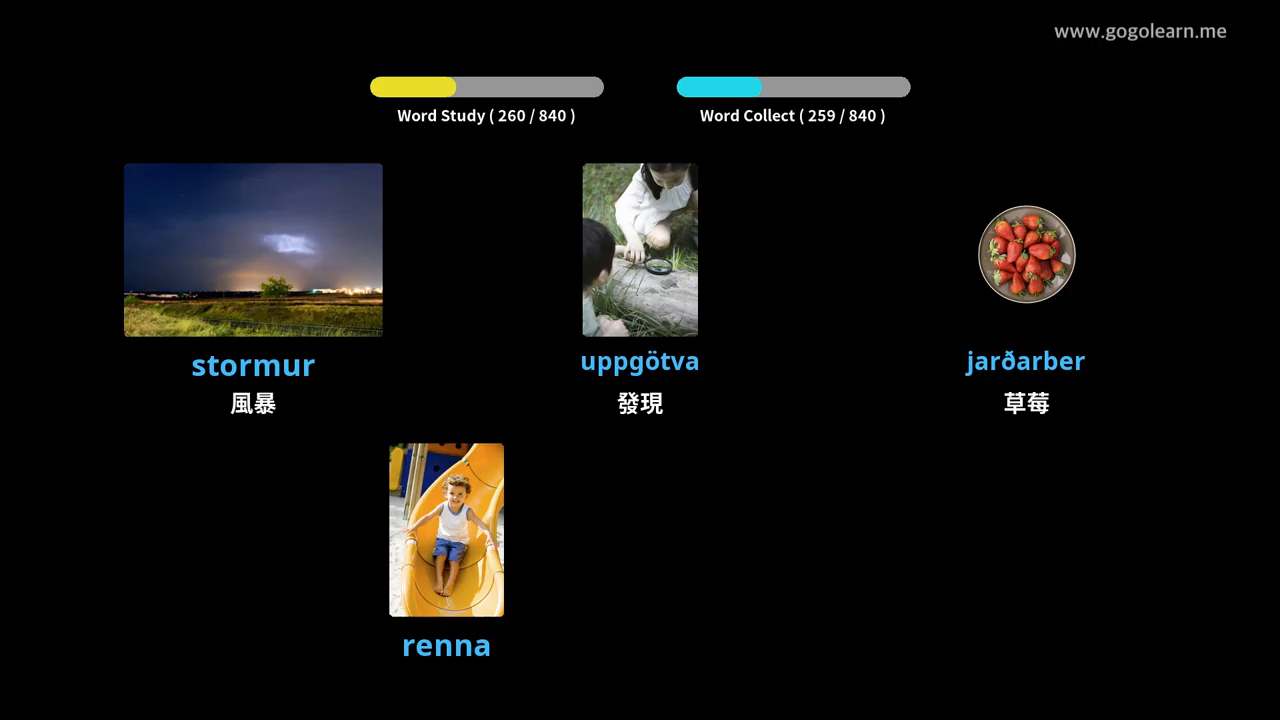 www.gogolearn.me
Word Study ( 260 / 840 )
Word Collect ( 259 / 840 )
stormur
風暴
uppgötva
發現
jarðarber
草莓
renna